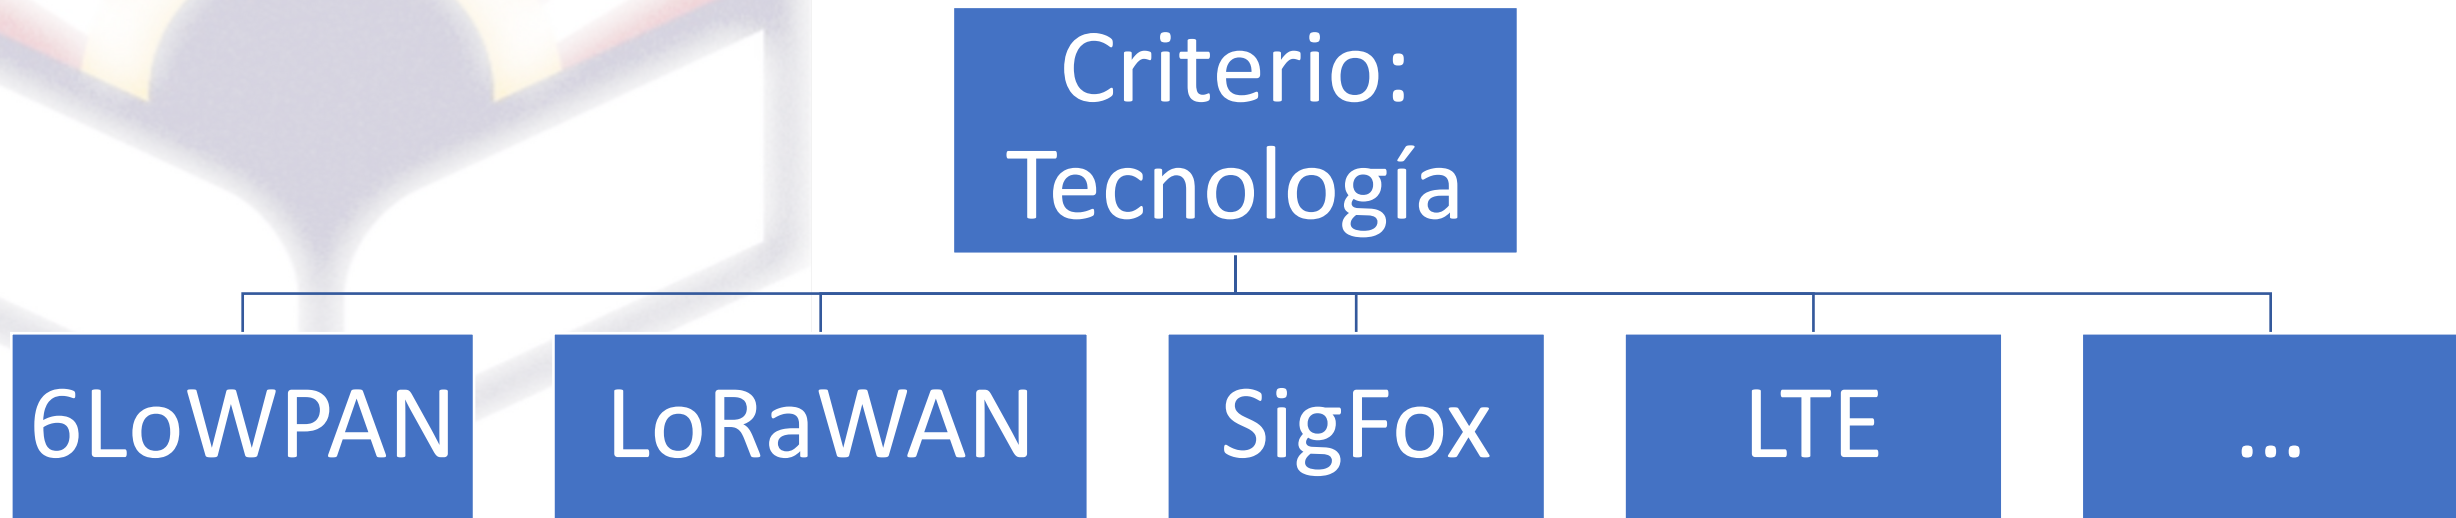 Criterio:
Tecnología
6LoWPAN
LoRaWAN
SigFox
LTE
...